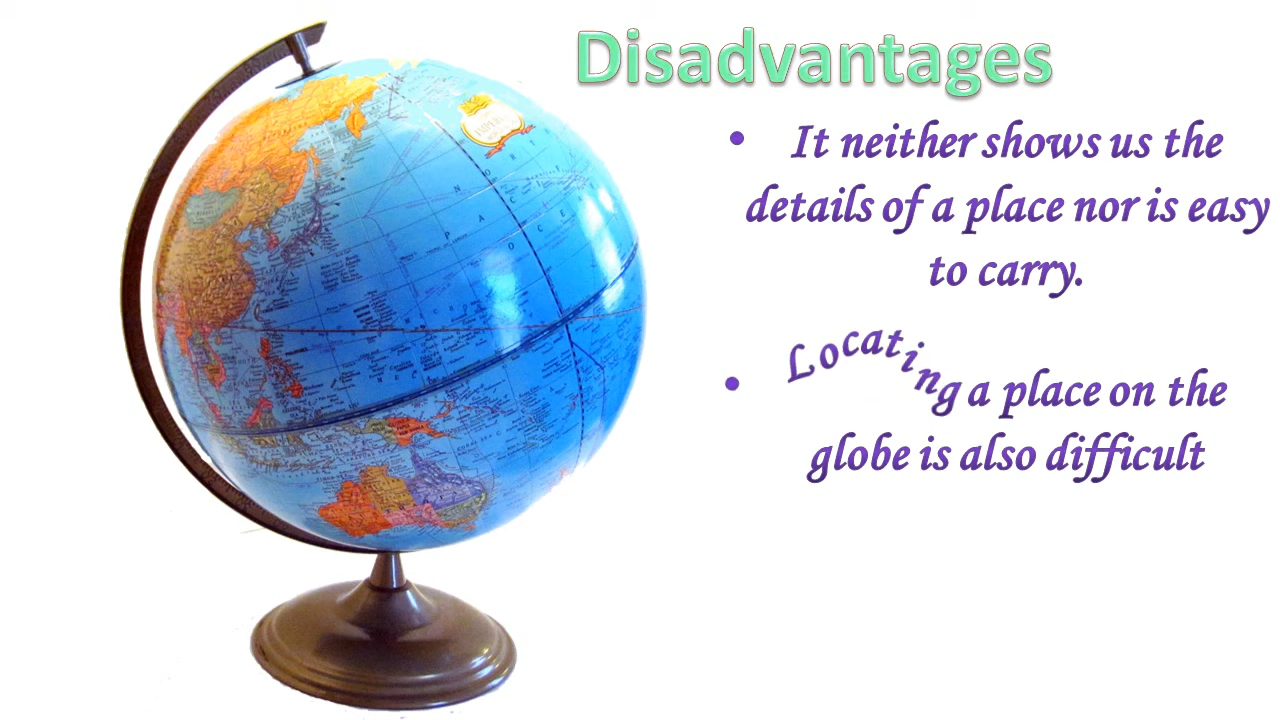 Disadvantages
• It neither shows us the
details of a place nor is easy
to carry.
• Locating a place on the
globe is also difficult